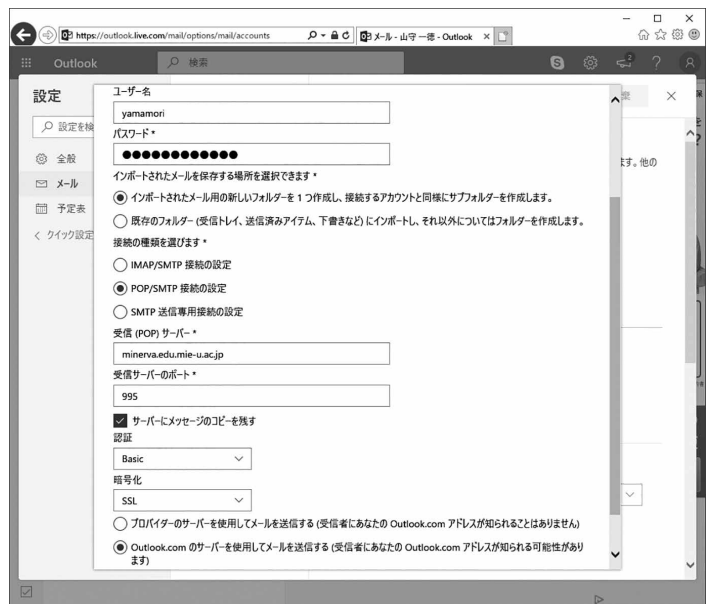 https://outlook.live.com/mail/options/mail/accounts
メール - 山守 一徳 - Outlook
Outlook
検索
設定
設定を検
全般
メール
予定表
クイック設定
ます。他の
ユーザー名
yamamori
パスワード *
●●●●●●●●●●●●
インポートされたメールを保存する場所を選択できます *
インポートされたメール用の新しいフォルダーを 1 つ作成し、接続するアカウントと同様にサブフォルダーを作成します。
既存のフォルダー (受信トレイ、送信済みアイテム、下書きなど) にインポートし、それ以外についてはフォルダーを作成します。
接続の種類を選びます *
IMAP/SMTP 接続の設定
POP/SMTP 接続の設定
SMTP 送信専用接続の設定
受信 (POP) サーバー *
minerva.edu.mie-u.ac.jp
受信サーバーのポート *
995
サーバーにメッセージのコピーを残す
認証
Basic
暗号化
SSL
プロバイダーのサーバーを使用してメールを送信する (受信者にあなたの Outlook.com アドレスが知られることはありません)
Outlook.com のサーバーを使用してメールを送信する (受信者にあなたの Outlook.com アドレスが知られる可能性があり
ます)